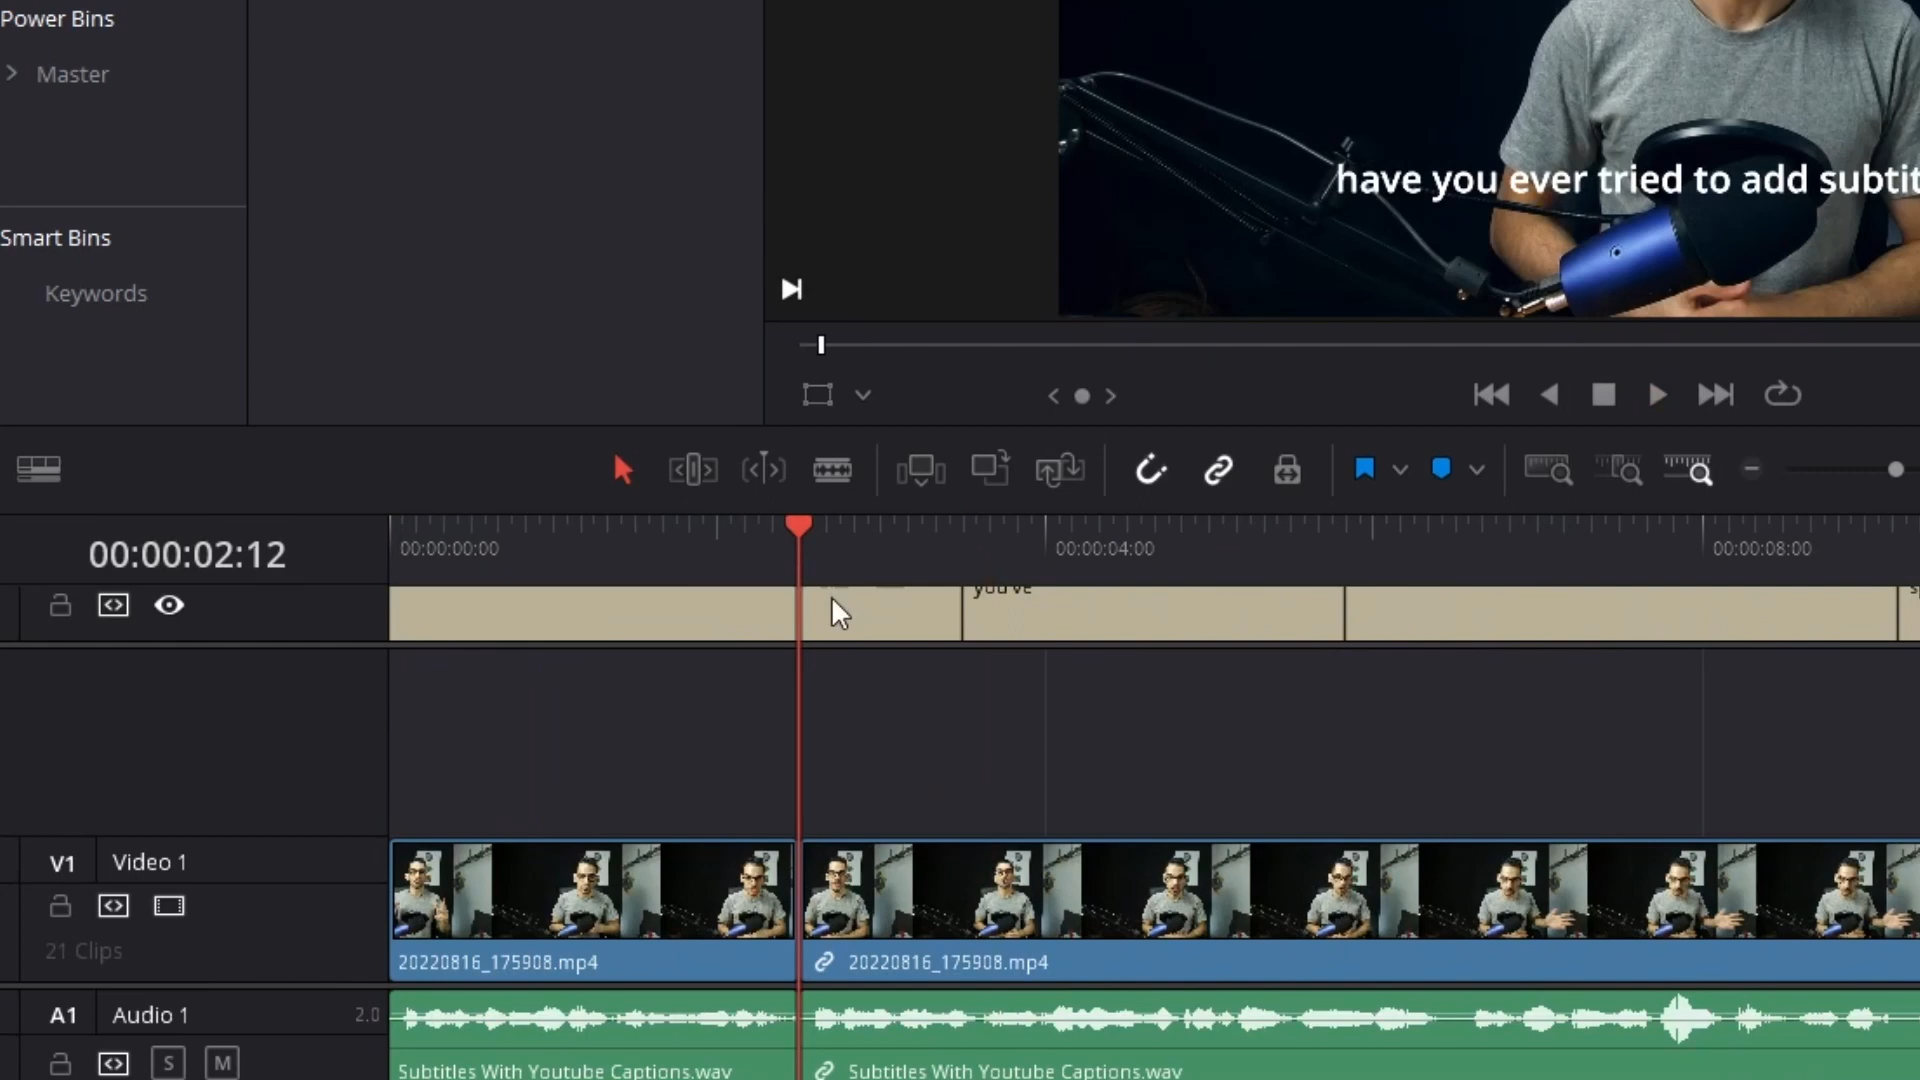 Power Bins
Master
have you ever tried to add
Smart Bins
Keywords
00:00:02:12
00:00:00:00
00:00:04:00
00:00:08:00
you've
V1
Video 1
21 Clips
20220816_175908.mp4
20220816_175908.mp4
A1
Audio 1
2.0
S
M
Subtitles With Youtube Captions.wav
Subtitles With Youtube Captions.wav